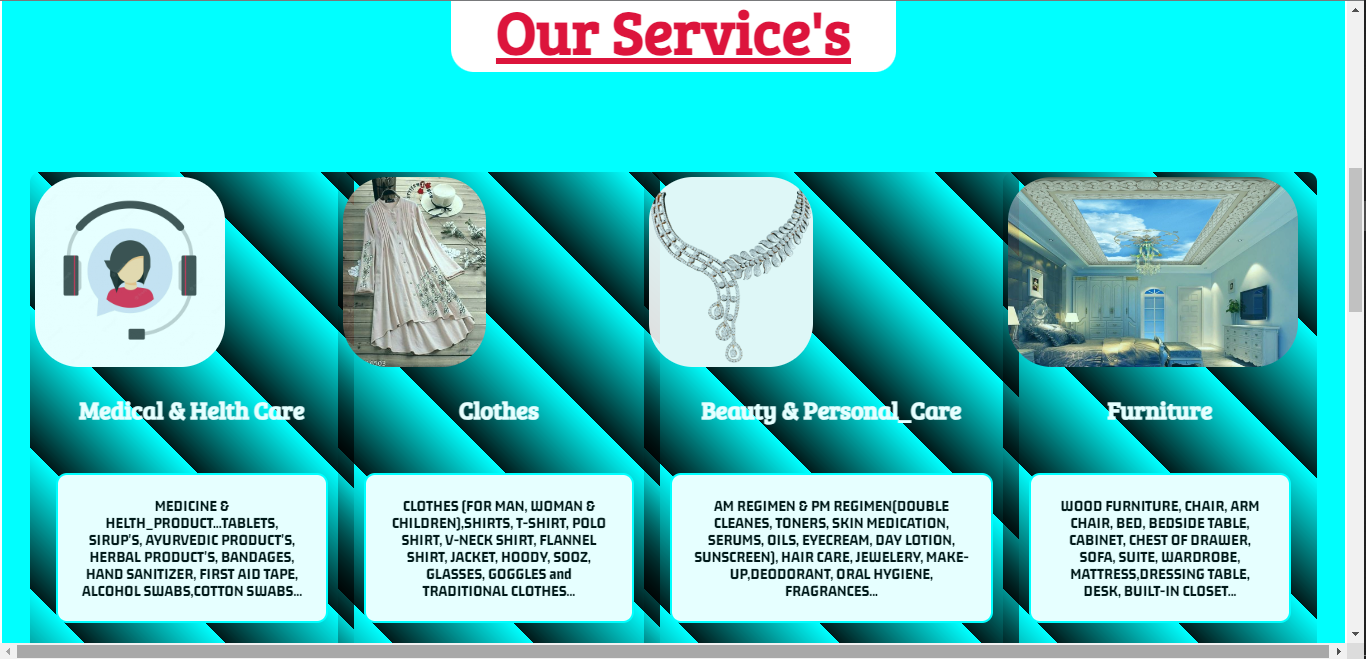 Our Service's
Medical & Helth Care
Clothes
Beauty & Personal_Care
Furniture
MEDICINE &
HELTH_PRODUCT...TABLETS,
SIRUP'S, AYURVEDIC PRODUCT'S,
HERBAL PRODUCT'S, BANDAGES,
HAND SANITIZER, FIRST AID TAPE,
ALCOHOL SWABS,COTTON SWABS...
CLOTHES (FOR MAN, WOMAN &
CHILDREN),SHIRTS, T-SHIRT, POLO
SHIRT, V-NECK SHIRT, FLANNEL
SHIRT, JACKET, HOODY, SOOZ,
GLASSES, GOGGLES and
TRADITIONAL CLOTHES...
AM REGIMEN & PM REGIMEN(DOUBLE
CLEANES, TONERS, SKIN MEDICATION,
SERUMS, OILS, EYECREAM, DAY LOTION,
SUNSCREEN), HAIR CARE, JEWELERY, MAKE-
UP,DEODORANT, ORAL HYGIENE,
FRAGRANCES...
WOOD FURNITURE, CHAIR, ARM
CHAIR, BED, BEDSIDE TABLE,
CABINET, CHEST OF DRAWER,
SOFA, SUITE, WARDROBE,
MATTRESS,DRESSING TABLE,
DESK, BUILT-IN CLOSET...